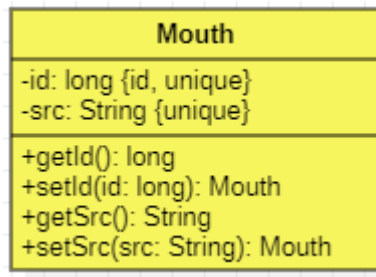 Mouth
-id: long {id, unique}
-src: String {unique}
+getId(): long
+setId(id: long): Mouth
+getSrc(): String
+setSrc(src: String): Mouth